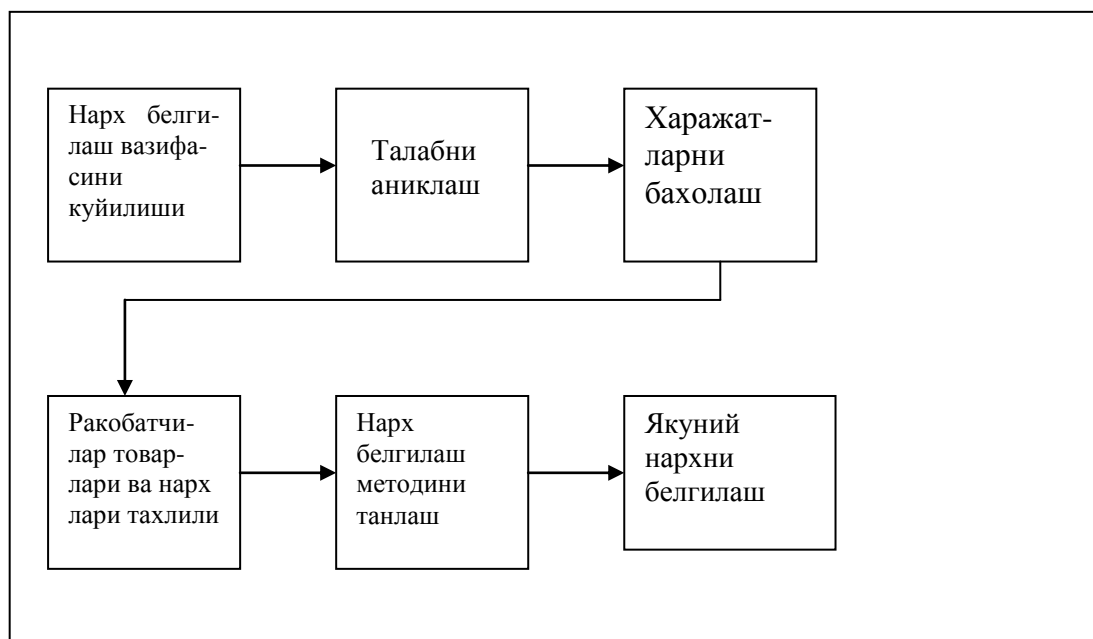 Нарх белги-
лаш вазифа-
сини
куйилиши
Талабни
аниклаш
Харажат-
ларни
бахолаш
Ракобатчи-
лар товар-
лари ва нарх
лари тахлили
Нарх
белгилаш
методини
танлаш
Якуний
нархни
белгилаш